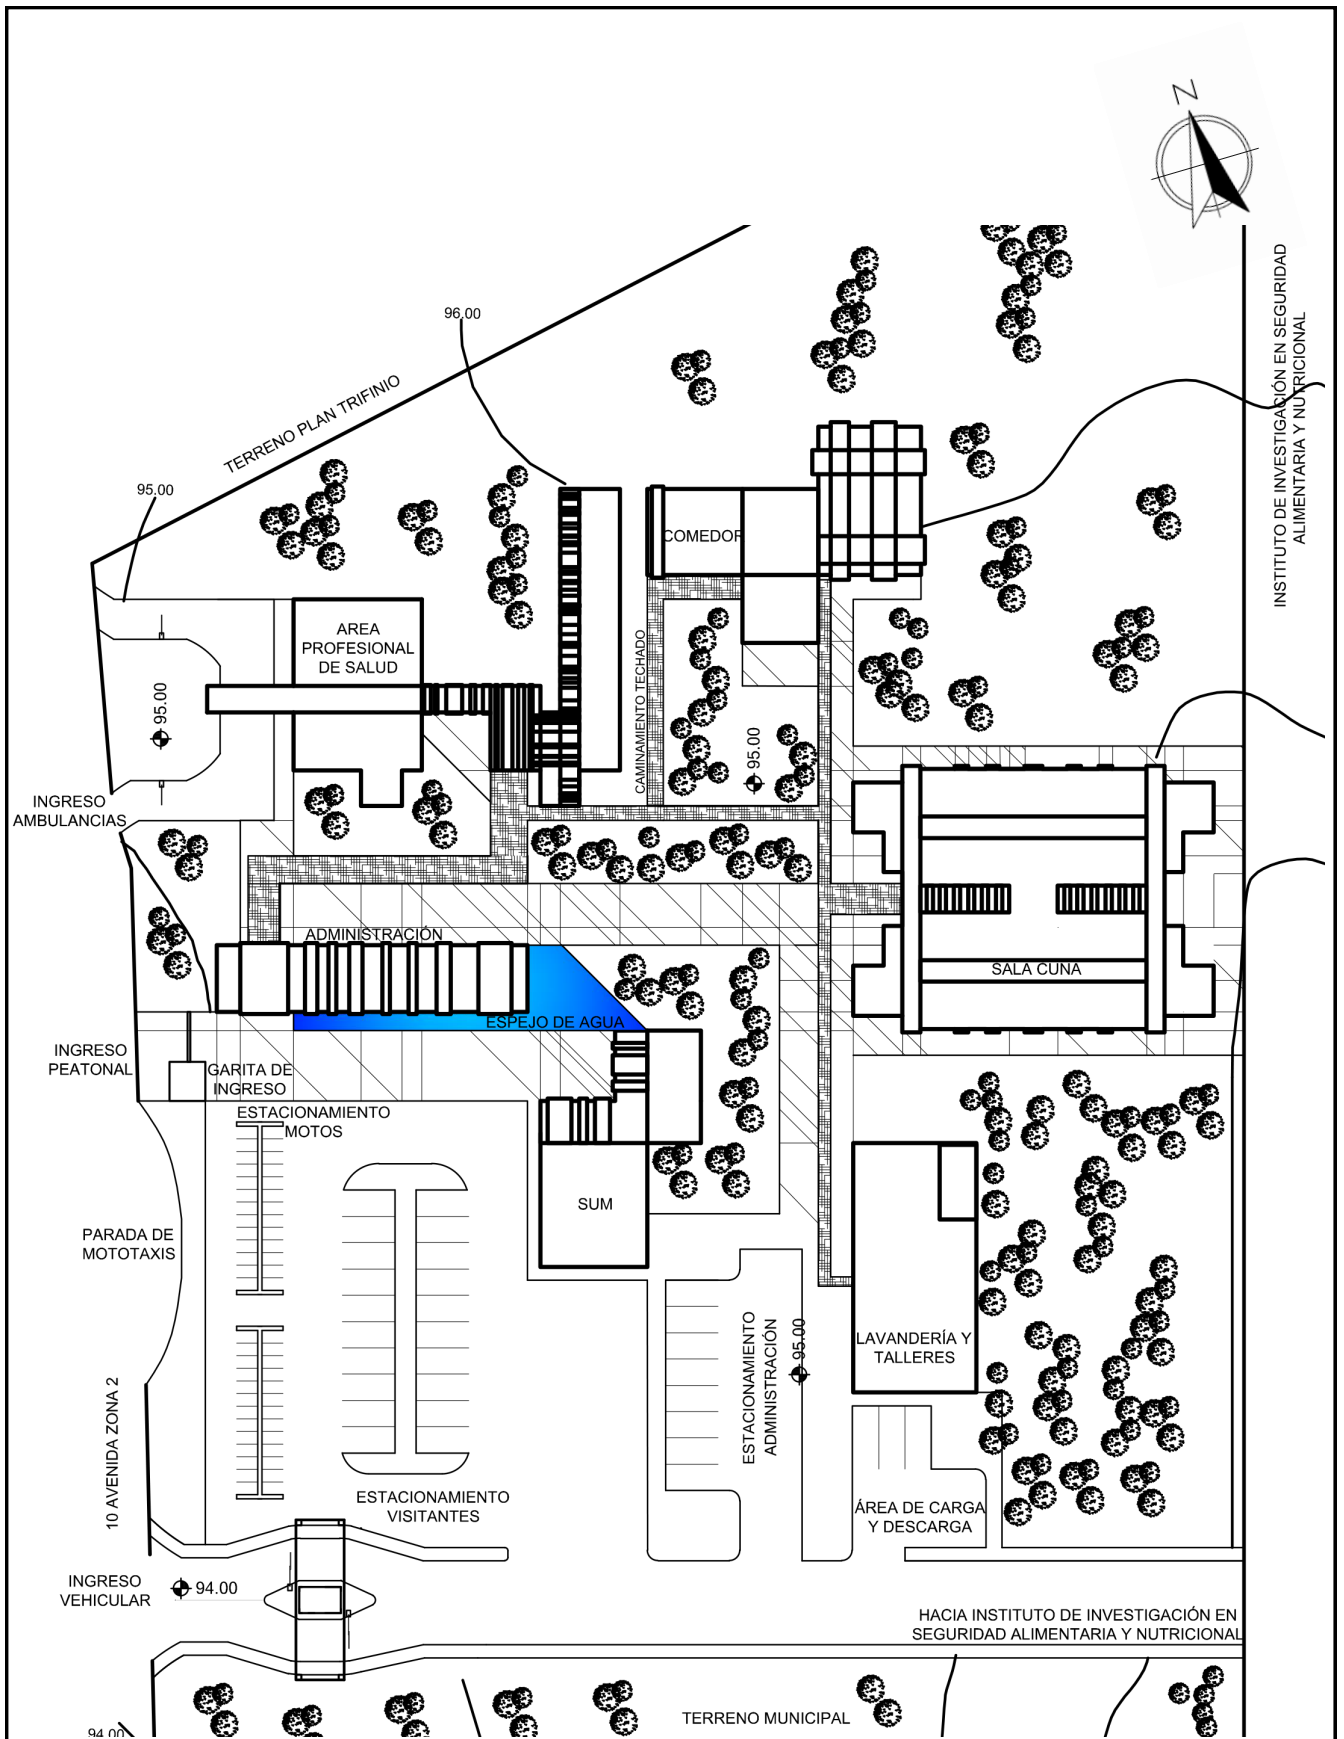 N
INSTITUTO DE INVESTIGACIÓN EN SEGURIDAD
ALIMENTARIA Y NUTRICIONAL
96.00
TERRENO PLAN TRIFINIO
95.00
COMEDOR
AREA
PROFESIONAL
DE SALUD
CAMINAMIENTO TECHADO
95.00
95.00
INGRESO
AMBULANCIAS
ADMINISTRACIÓN
SALA CUNA
ESPEJO DE AGUA
INGRESO
PEATONAL
GARITA DE
INGRESO
ESTACIONAMIENTO
MOTOS
SUM
PARADA DE
MOTOTAXIS
ESTACIONAMIENTO
ADMINISTRACIÓN
95.00
LAVANDERÍA Y
TALLERES
10 AVENIDA ZONA 2
ESTACIONAMIENTO
VISITANTES
ÁREA DE CARGA
Y DESCARGA
INGRESO
VEHICULAR
94.00
HACIA INSTITUTO DE INVESTIGACIÓN EN
SEGURIDAD ALIMENTARIA Y NUTRICIONAL
TERRENO MUNICIPAL
94.00